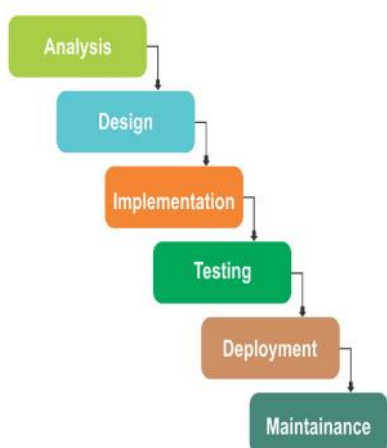 Analysis
Design
Implementation
Testing
Deployment
Maintainance